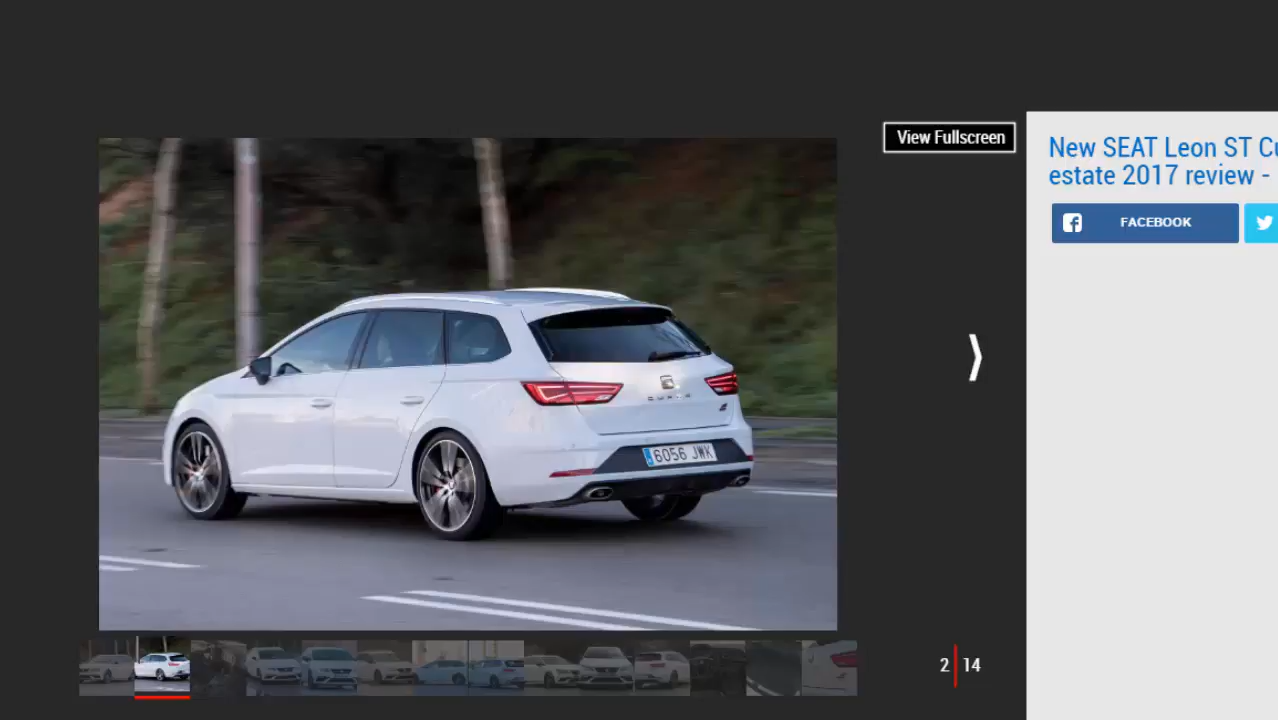 View Fullscreen
New SEAT Leon ST Cu
estate 2017 review -
FACEBOOK
CUPRA
6056 JWK
2 14